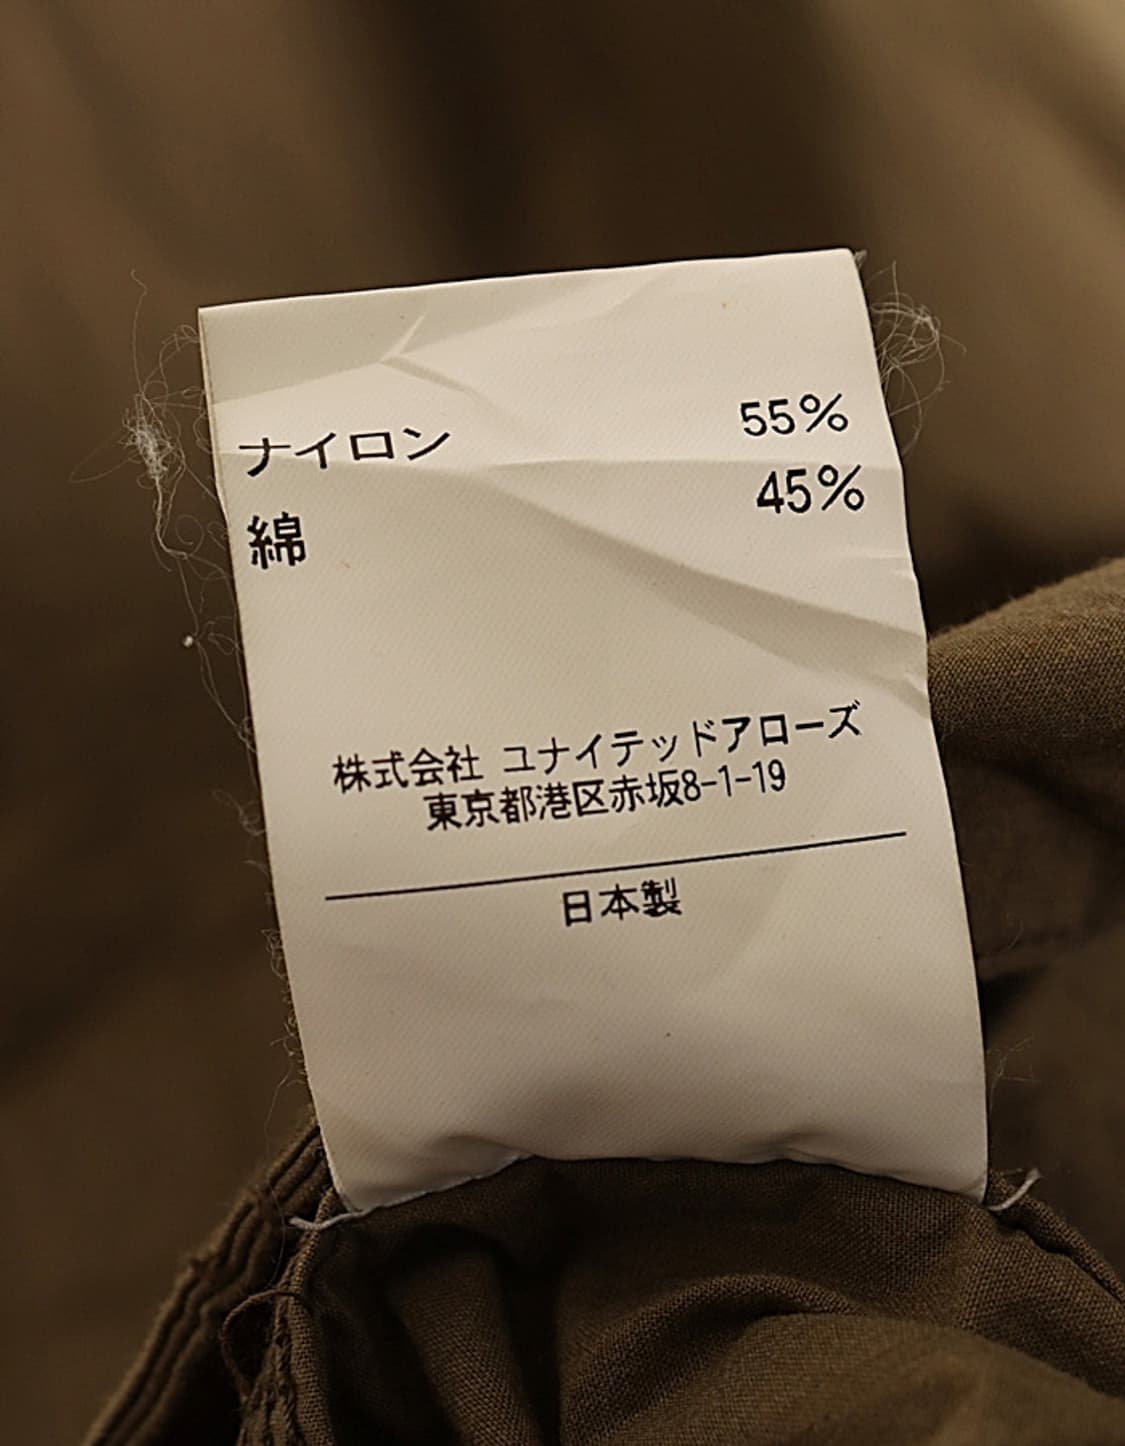 ナイロン 55%
綿 45%
株式会社 ユナイテッドアローズ
東京都港区赤坂8-1-19
日本製